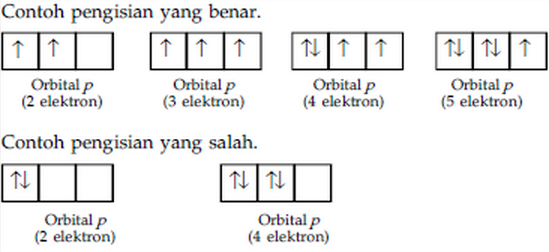 Contoh pengisian yang benar.
↑ ↑
↑ ↑ ↑
↑↓ ↑ ↑
↑↓ ↑↓ ↑
Orbital p
(2 elektron)
Orbital p
(3 elektron)
Orbital p
(4 elektron)
Orbital p
(5 elektron)
Contoh pengisian yang salah.
↑↓
↑↓ ↑↓
Orbital p
(2 elektron)
Orbital p
(4 elektron)